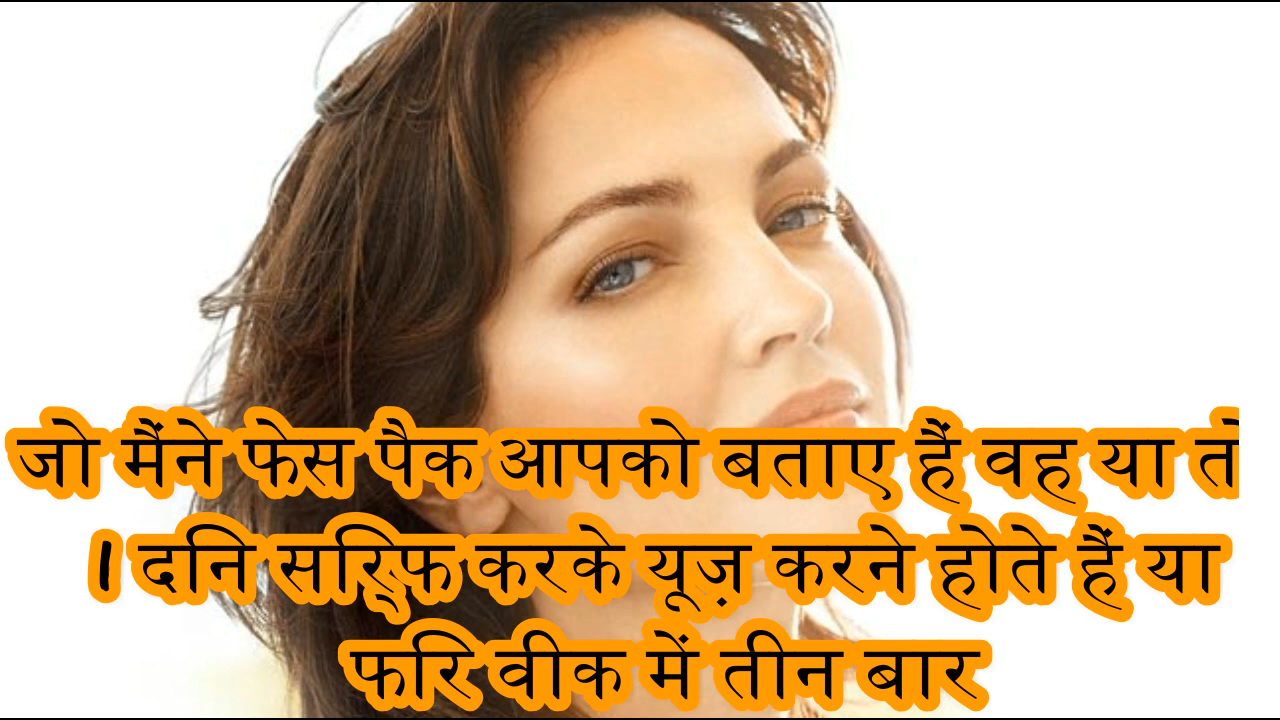 जो मैंने फेस पैक आपको बताए हैं वह या तो
1 दनि सरि्फ करके यूज़ करने होते हैं या
फरि वीक में तीन बार